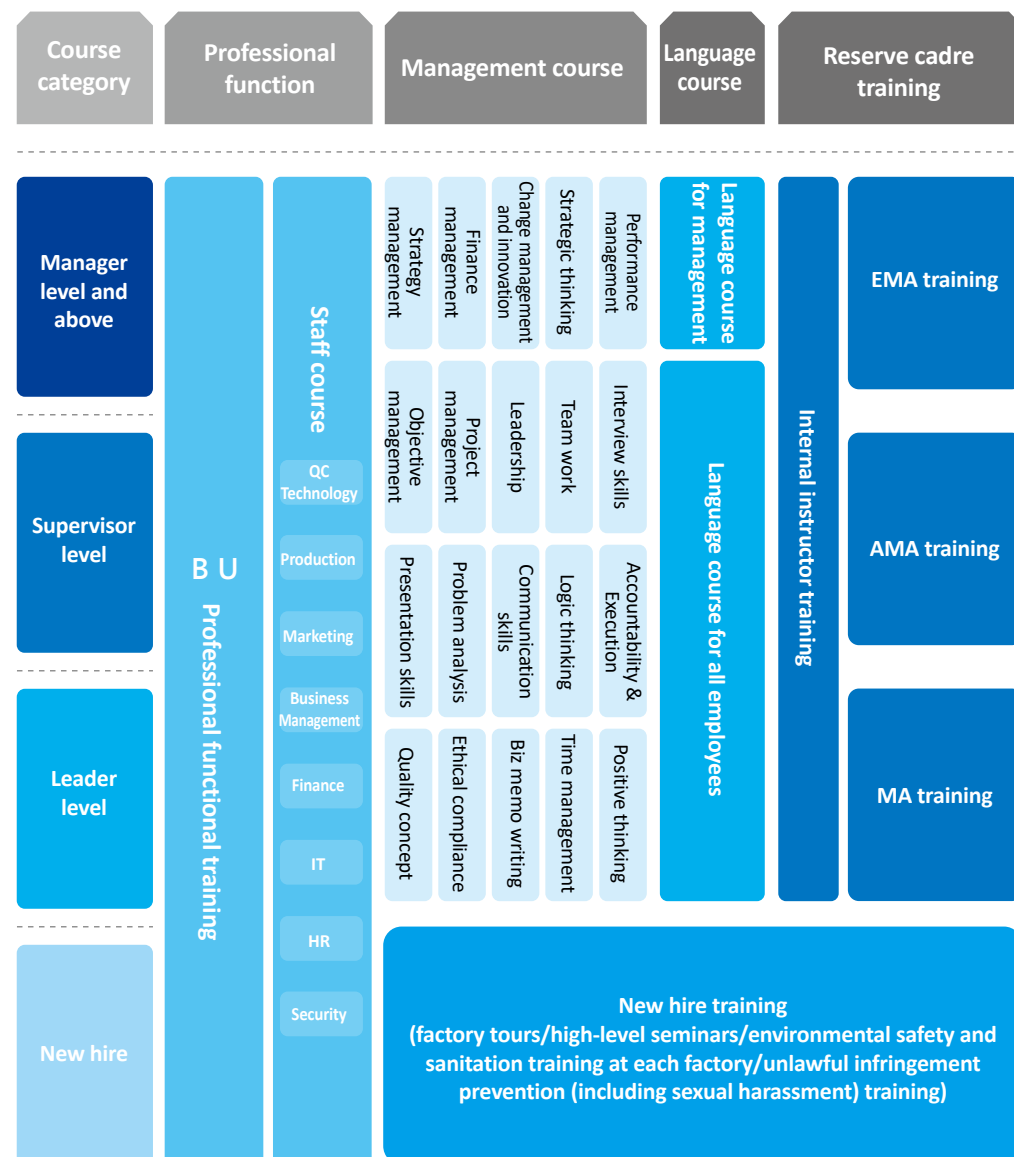 Course
category
Professional
function
Management course
Language
course
Reserve cadre
training
Manager
level and
above
Supervisor
level
Leader
level
New hire
B U
Professional functional training
Staff course
QC
Technology
Production
Marketing
Business
Management
Finance
IT
HR
Security
Strategy
management
Finance
management
Change management
and innovation
Strategic thinking
Performance
management
Objective
management
Project
management
Leadership
Team work
Interview skills
Presentation skills
Problem analysis
Communication
skills
Logic thinking
Accountability &
Execution
Quality concept
Ethical compliance
Biz memo writing
Time management
Positive thinking
Language course
for management
Language course for all employees
Internal instructor training
EMA training
AMA training
MA training
New hire training
(factory tours/high-level seminars/environmental safety and
sanitation training at each factory/unlawful infringement
prevention (including sexual harassment) training)